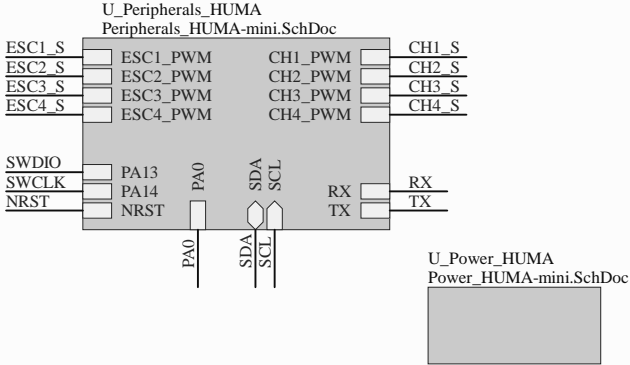 U_Peripherals_HUMA
Peripherals_HUMA-mini.SchDoc
ESC1_S ESC1_PWM CH1_PWM CH1_S
ESC2_S ESC2_PWM CH2_PWM CH2_S
ESC3_S ESC3_PWM CH3_PWM CH3_S
ESC4_S ESC4_PWM CH4_PWM CH4_S
SWDIO PA13
SWCLK PA14 RX RX
NRST NRST TX TX
PA0 SDA SCL
PA0 SDA SCL
U_Power_HUMA
Power_HUMA-mini.SchDoc